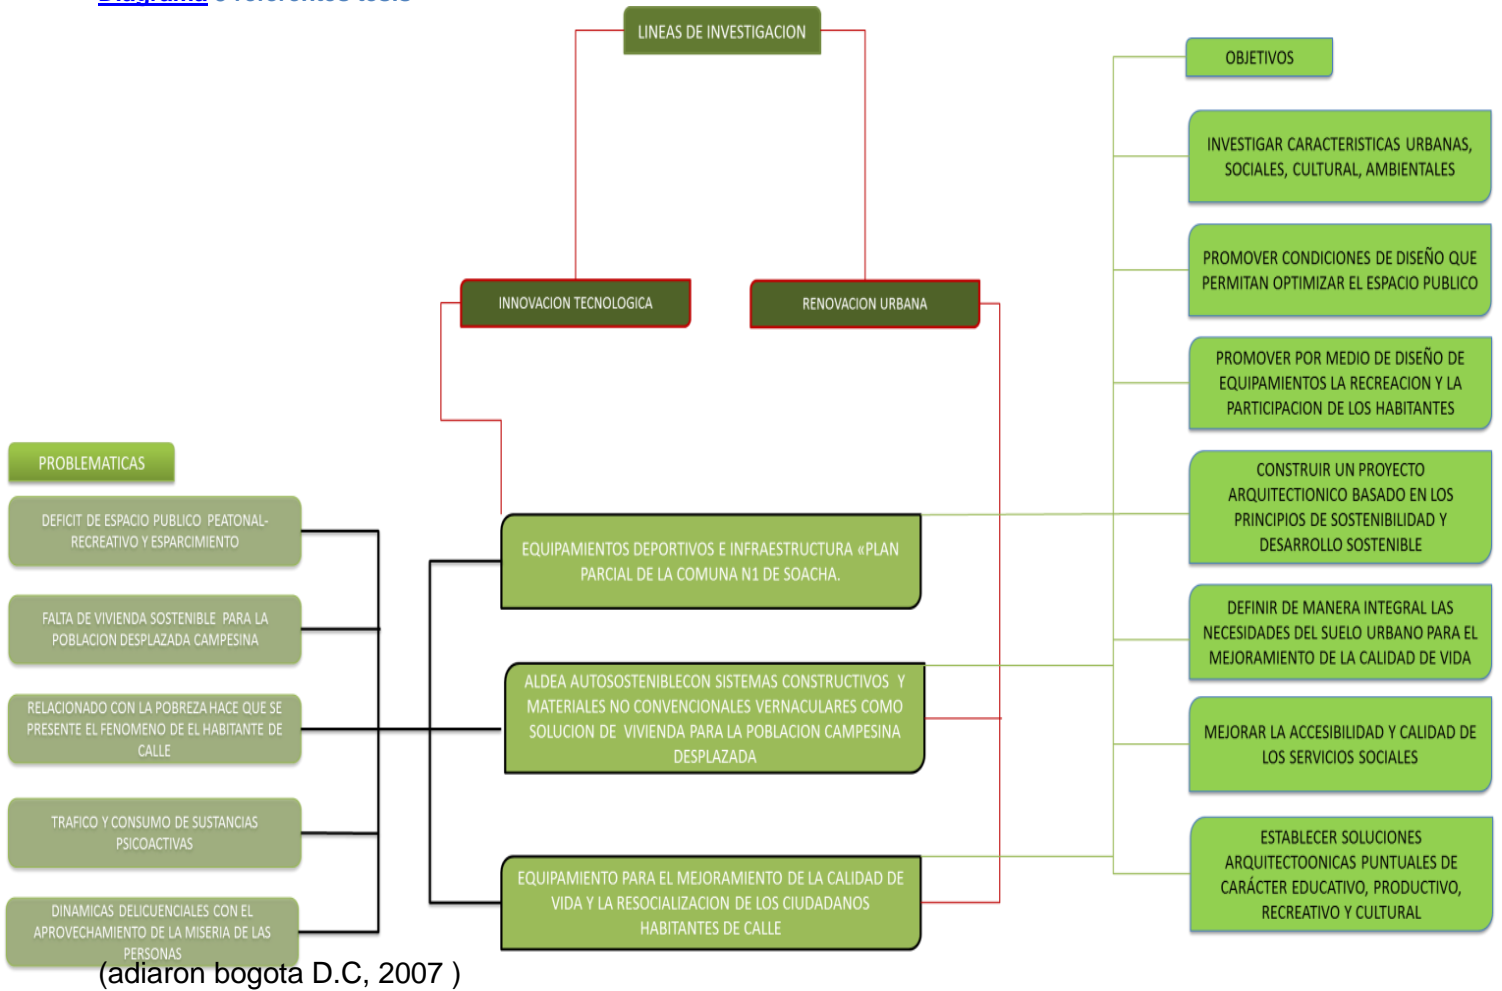 Diagrama o referentes tesis
LINEAS DE INVESTIGACION
INNOVACION TECNOLOGICA
RENOVACION URBANA
PROBLEMATICAS
DEFICIT DE ESPACIO PUBLICO PEATONAL-
RECREATIVO Y ESPARCIMIENTO
FALTA DE VIVIENDA SOSTENIBLE PARA LA
POBLACION DESPLAZADA CAMPESINA
RELACIONADO CON LA POBREZA HACE QUE SE
PRESENTE EL FENOMENO DE EL HABITANTE DE
CALLE
TRAFICO Y CONSUMO DE SUSTANCIAS
PSICOACTIVAS
DINAMICAS DELICUENCIALES CON EL
APROVECHAMIENTO DE LA MISERIA DE LAS
PERSONAS
EQUIPAMIENTOS DEPORTIVOS E INFRAESTRUCTURA «PLAN
PARCIAL DE LA COMUNA N1 DE SOACHA.
ALDEA AUTOSOSTENIBLECON SISTEMAS CONSTRUCTIVOS Y
MATERIALES NO CONVENCIONALES VERNACULARES COMO
SOLUCION DE VIVIENDA PARA LA POBLACION CAMPESINA
DESPLAZADA
EQUIPAMIENTO PARA EL MEJORAMIENTO DE LA CALIDAD DE
VIDA Y LA RESOCIALIZACION DE LOS CIUDADANOS
HABITANTES DE CALLE
OBJETIVOS
INVESTIGAR CARACTERISTICAS URBANAS,
SOCIALES, CULTURAL, AMBIENTALES
PROMOVER CONDICIONES DE DISEÑO QUE
PERMITAN OPTIMIZAR EL ESPACIO PUBLICO
PROMOVER POR MEDIO DE DISEÑO DE
EQUIPAMIENTOS LA RECREACION Y LA
PARTICIPACION DE LOS HABITANTES
CONSTRUIR UN PROYECTO
ARQUITECTIONICO BASADO EN LOS
PRINCIPIOS DE SOSTENIBILIDAD Y
DESARROLLO SOSTENIBLE
DEFINIR DE MANERA INTEGRAL LAS
NECESIDADES DEL SUELO URBANO PARA EL
MEJORAMIENTO DE LA CALIDAD DE VIDA
MEJORAR LA ACCESIBILIDAD Y CALIDAD DE
LOS SERVICIOS SOCIALES
ESTABLECER SOLUCIONES
ARQUITECTOONICAS PUNTUALES DE
CARÁCTER EDUCATIVO, PRODUCTIVO,
RECREATIVO Y CULTURAL
(adiaron bogota D.C, 2007 )